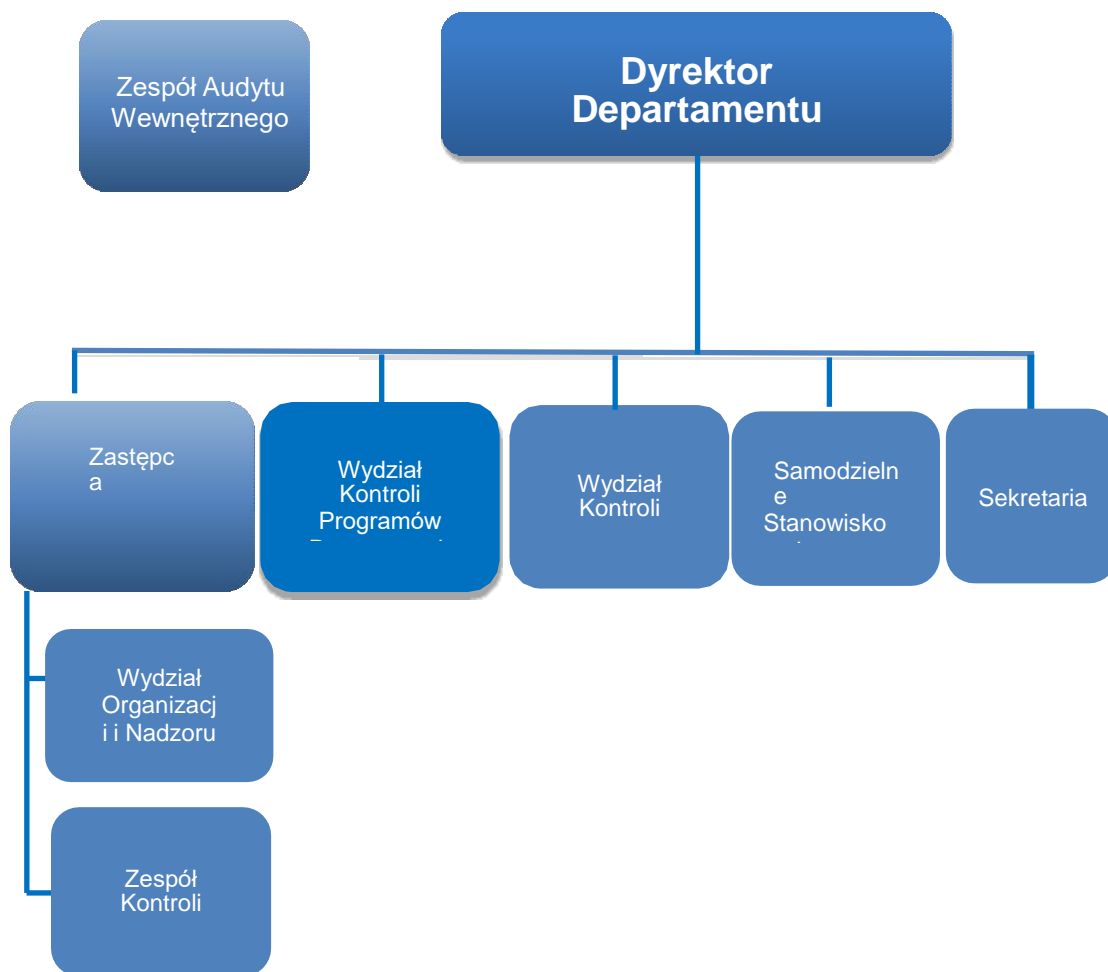 Zespół Audytu
Wewnętrznego
Dyrektor
Departamentu
Zastępc
a
Wydział
Kontroli
Programów
Wydział
Kontroli
Samodzieln
e
Stanowisko
Sekretaria
Wydział
Organizacj
i i Nadzoru
Zespół
Kontroli